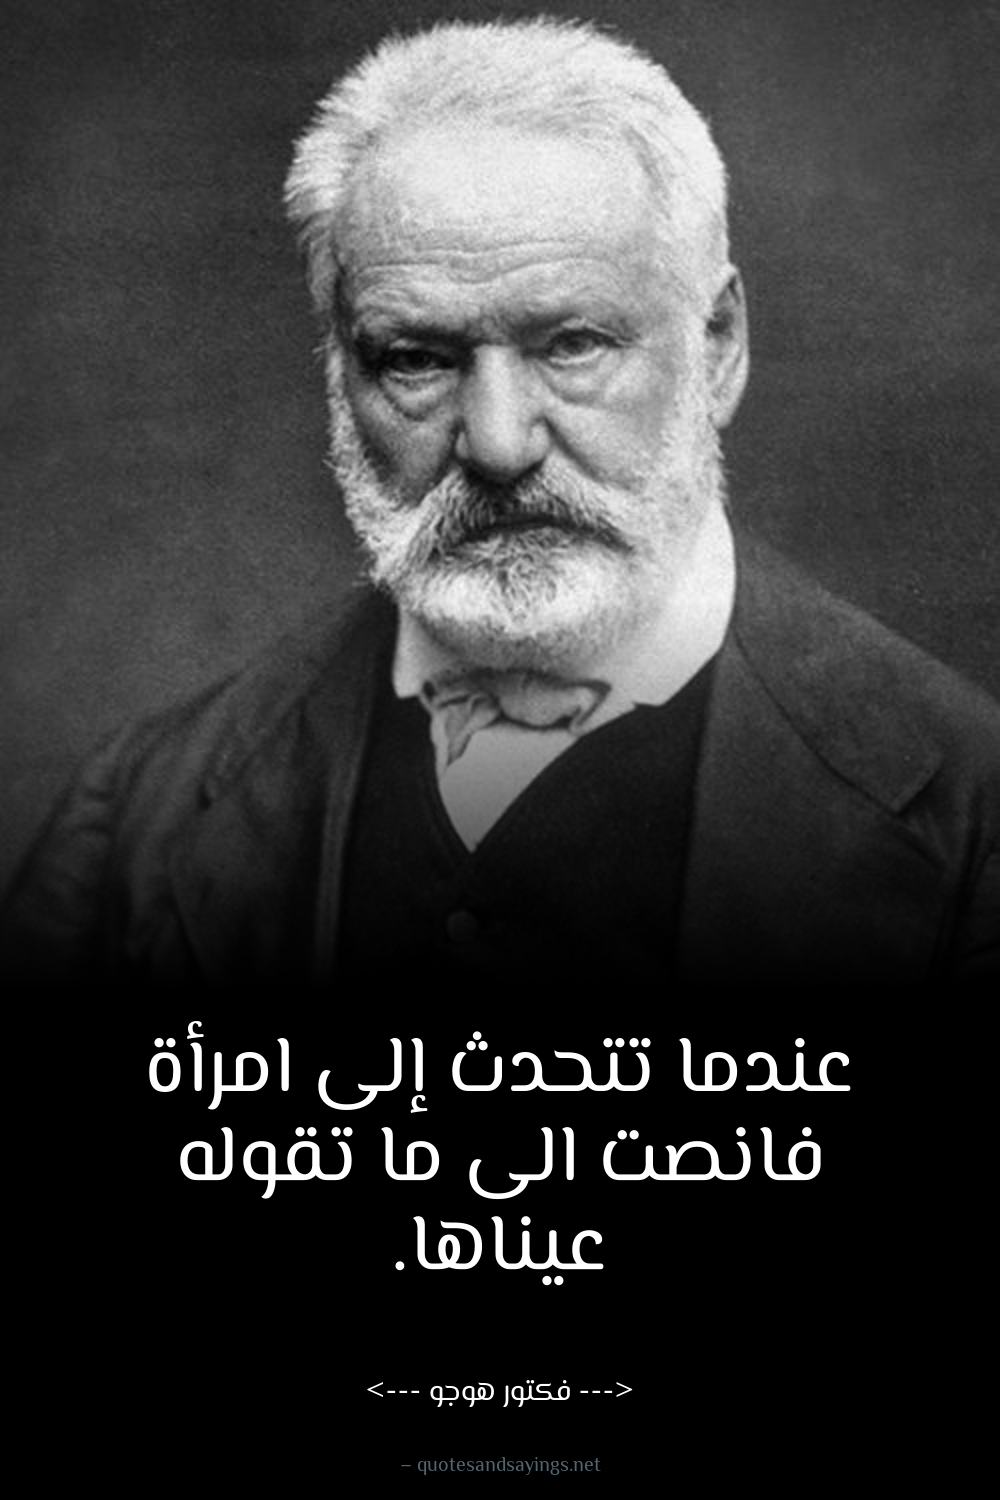 عندما تتحدث إلى امرأة
فانصت الى ما تقوله
عيناها.
<--- فكتور هوجو --->
– quotesandsayings.net